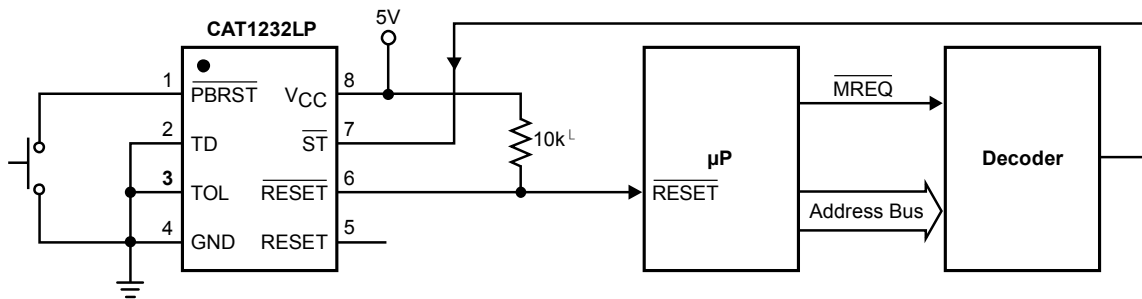 5V
CAT1232LP
1 PBRST
VCC 8
MREQ
2 TD
ST 7
10k└
µP
Decoder
3 TOL
RESET 6
RESET
Address Bus
4 GND
RESET 5